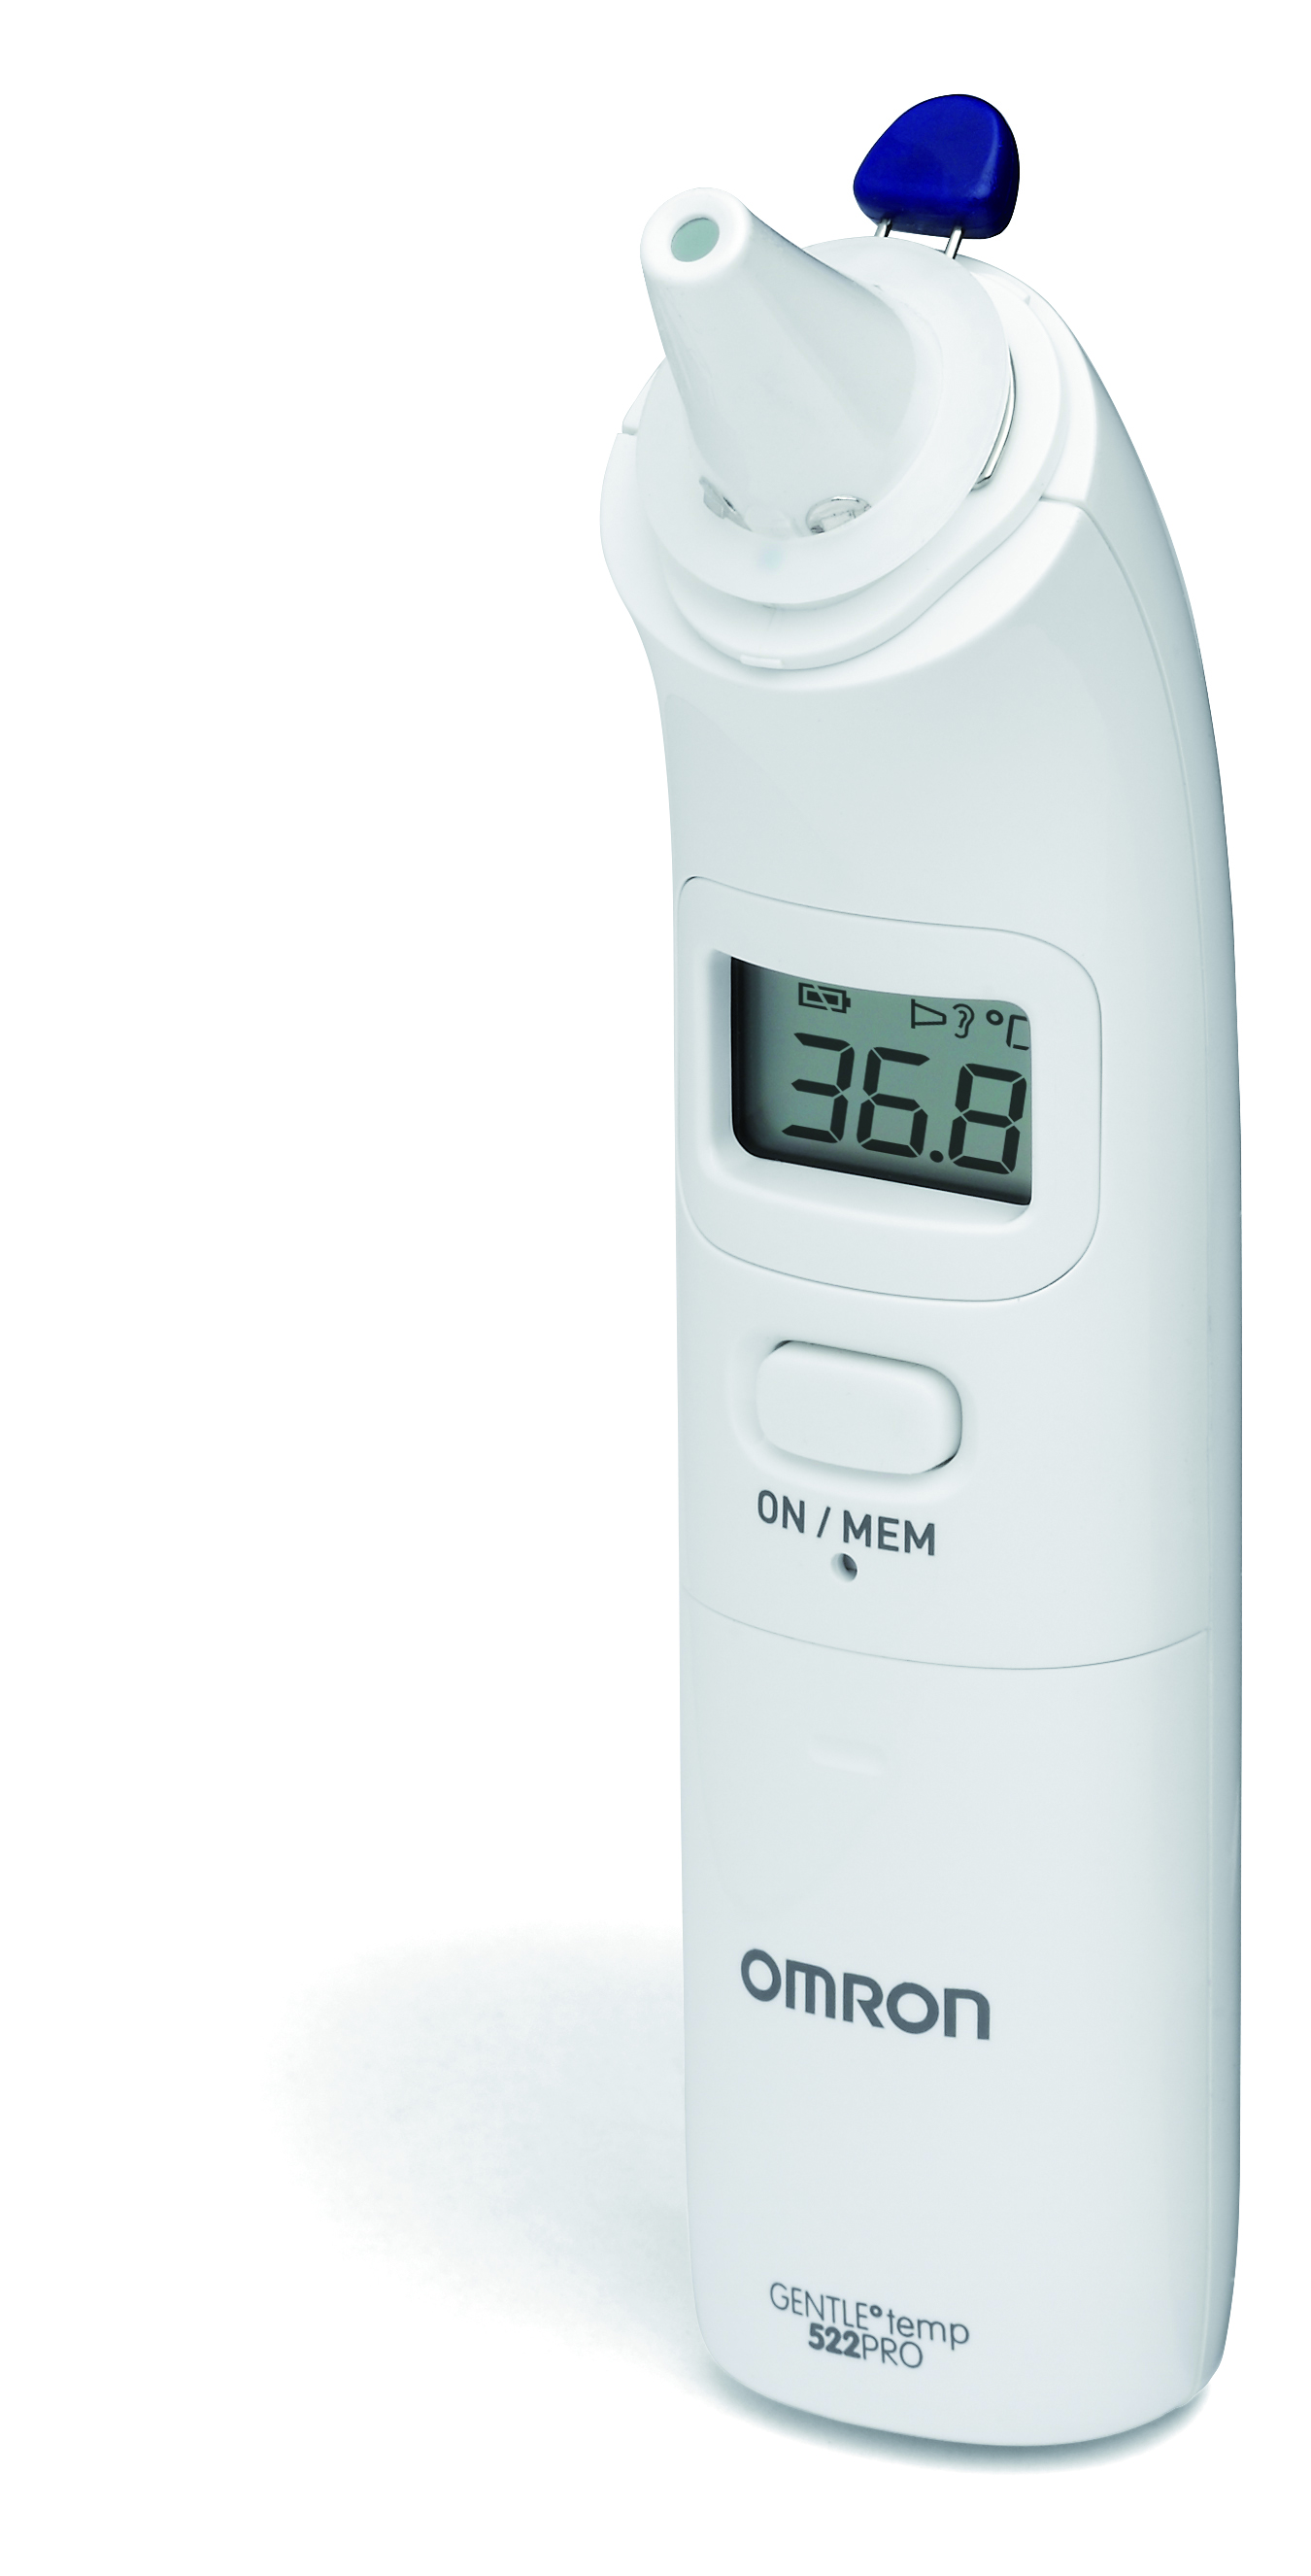 °C
36.8
ON / MEM
OMRON
GENTLE°temp
522PRO